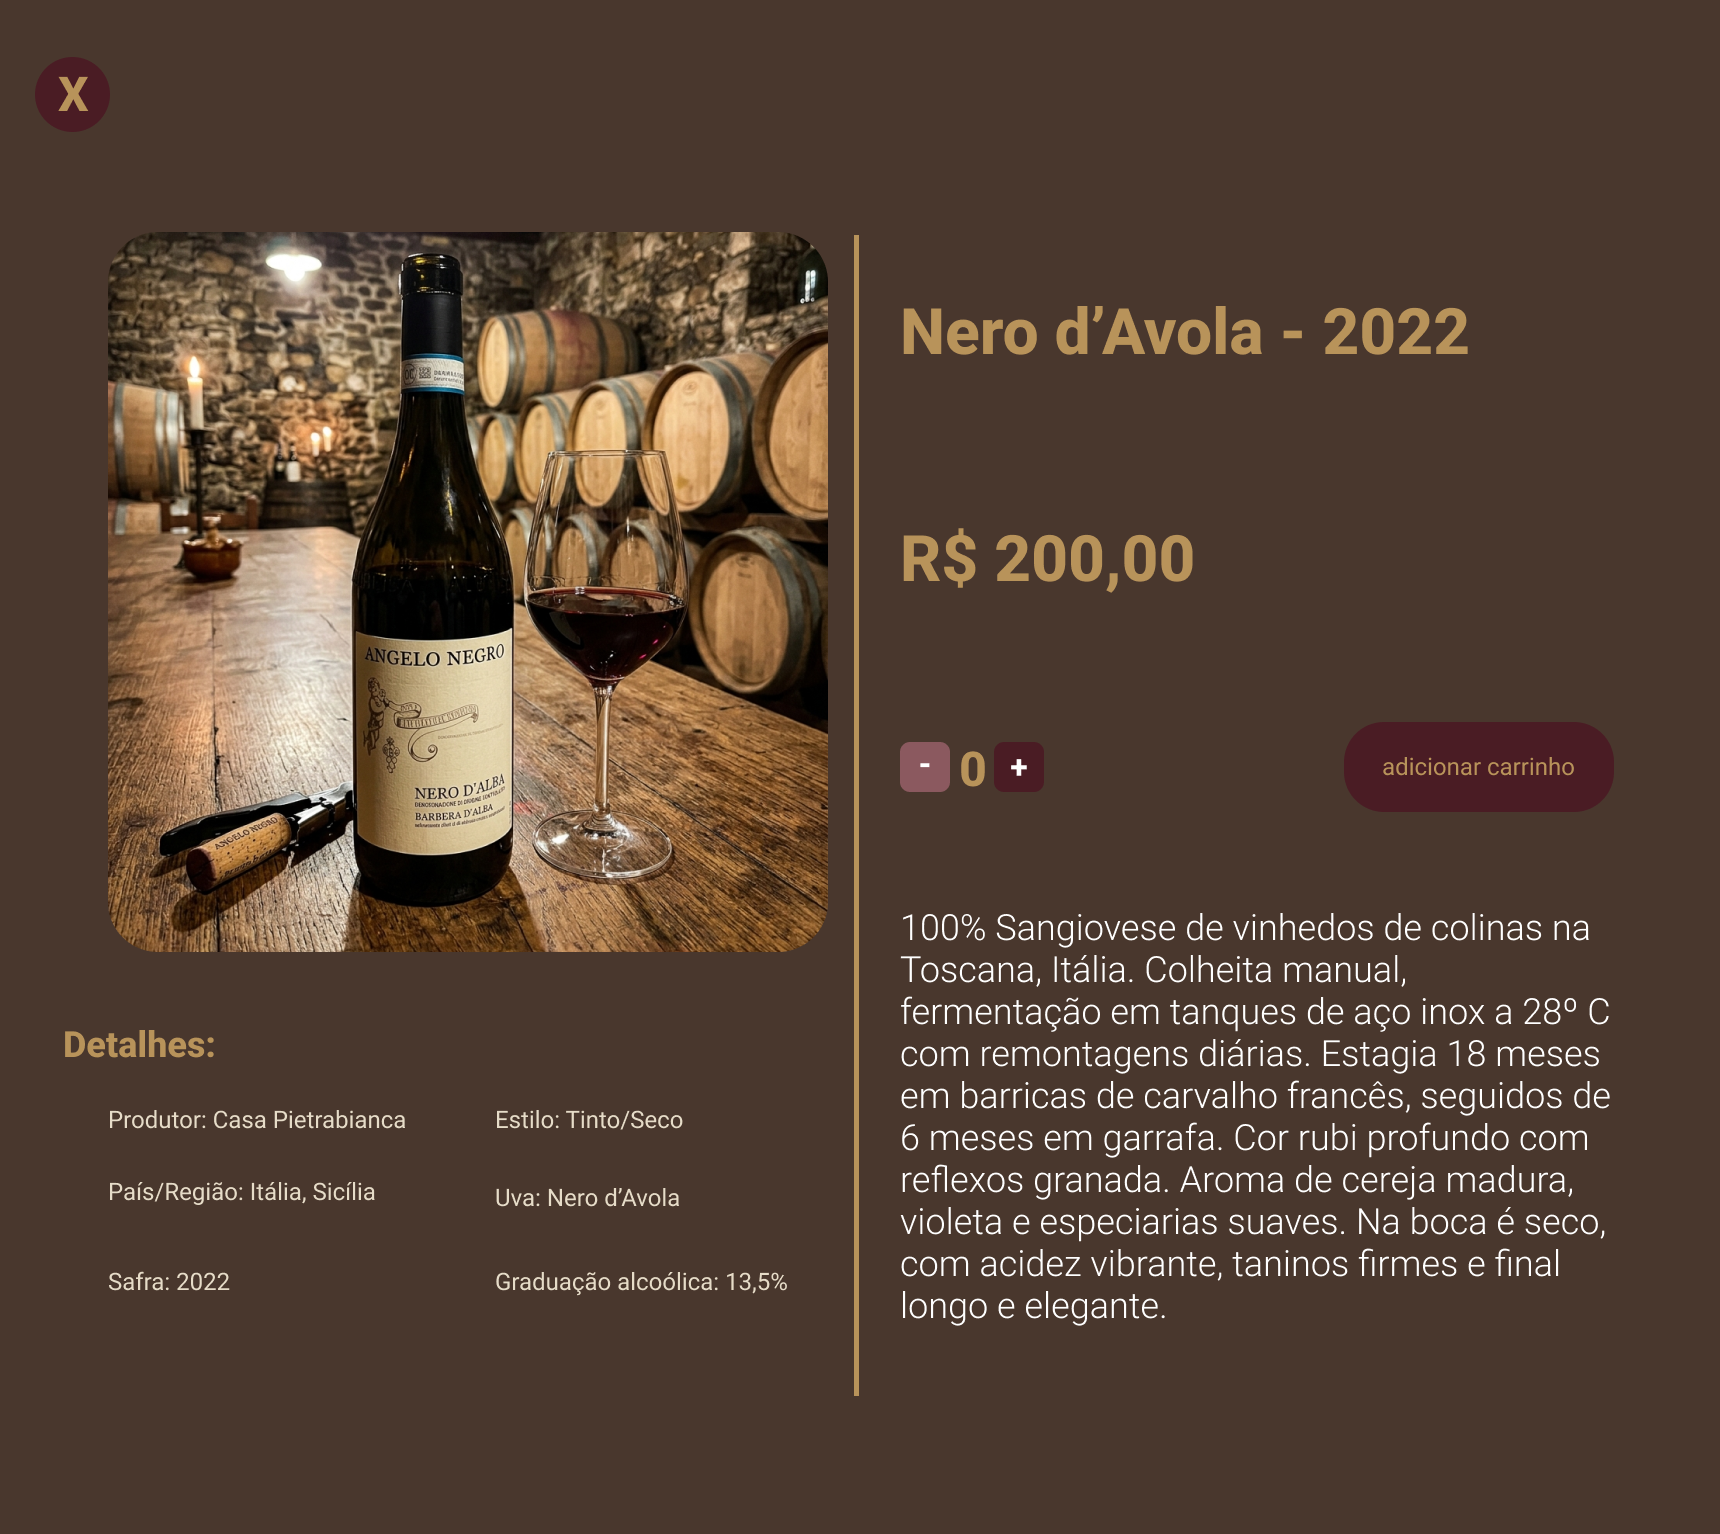 X
ANGELO NEGRO
NERO D'ALBA
BARBERA D'ALBA
ANGELO NEGRO
Detalhes:
Produtor: Casa Pietrabianca
Estilo: Tinto/Seco
País/Região: Itália, Sicília
Uva: Nero d’Avola
Safra: 2022
Graduação alcoólica: 13,5%
Nero d’Avola - 2022
R$ 200,00
- 0 +
adicionar carrinho
100% Sangiovese de vinhedos de colinas na
Toscana, Itália. Colheita manual,
fermentação em tanques de aço inox a 28º C
com remontagens diárias. Estagia 18 meses
em barricas de carvalho francês, seguidos de
6 meses em garrafa. Cor rubi profundo com
reflexos granada. Aroma de cereja madura,
violeta e especiarias suaves. Na boca é seco,
com acidez vibrante, taninos firmes e final
longo e elegante.